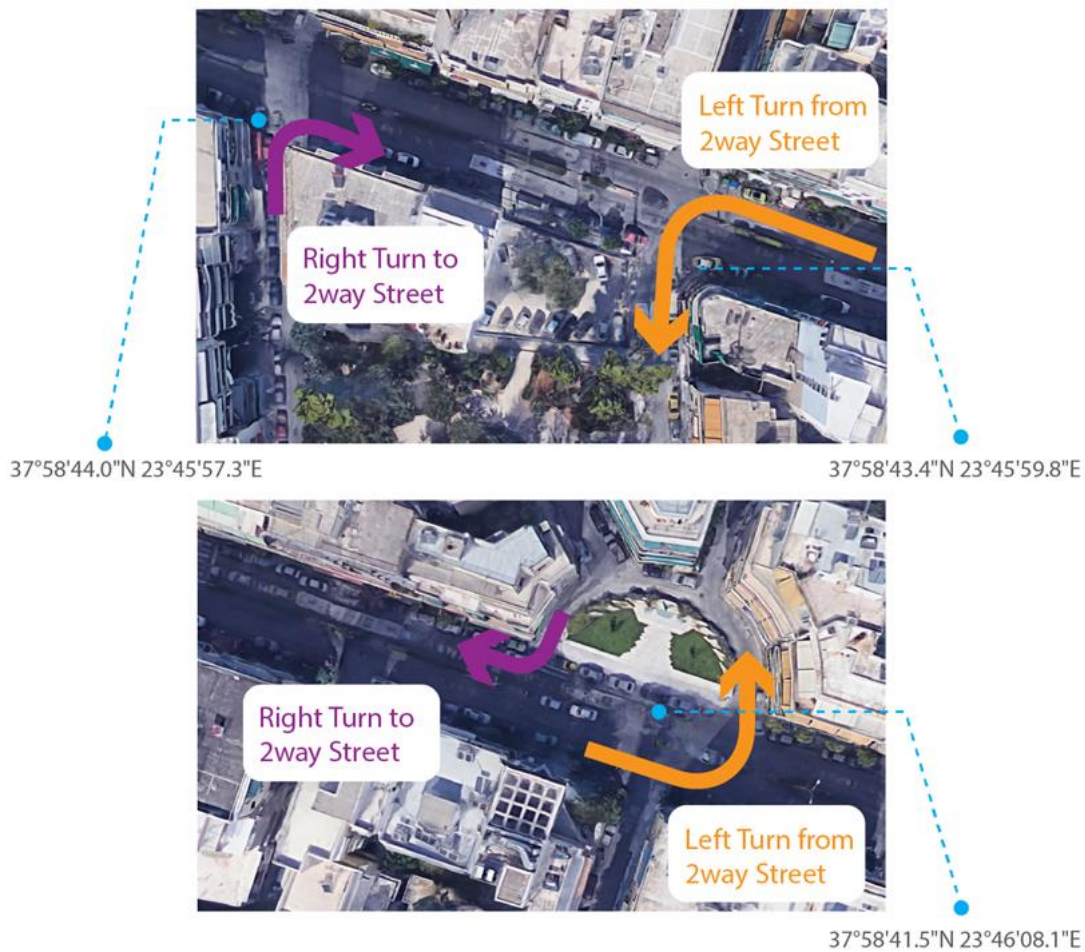 Left Turn from
2way Street
Right Turn to
2way Street
37°58'44.0"N 23°45'57.3"E
37°58'43.4"N 23°45'59.8"E
Right Turn to
2way Street
Left Turn from
2way Street
37°58'41.5"N 23°46'08.1"E